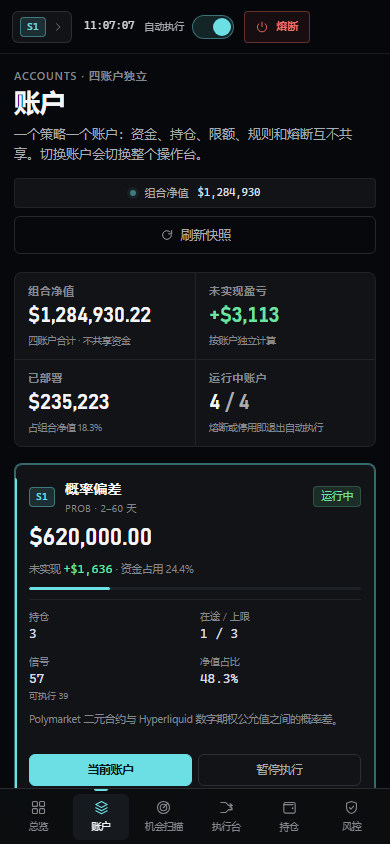 S1
11:07:07 自动执行 熔断
ACCOUNTS · 四账户独立
账户
一个策略一个账户：资金、持仓、限额、规则和熔断互不共
享。切换账户会切换整个操作台。
组合净值 $1,284,930
刷新快照
组合净值
$1,284,930.22
四账户合计 · 不共享资金
未实现盈亏
+$3,113
按账户独立计算
已部署
$235,223
占组合净值 18.3%
运行中账户
4 / 4
熔断或停用即退出自动执行
S1
概率偏差
PROB · 2–60 天
运行中
$620,000.00
未实现 +$1,636 · 资金占用 24.4%
持仓
3
在途 / 上限
1 / 3
信号
57
可执行 39
净值占比
48.3%
Polymarket 二元合约与 Hyperliquid 数字期权公允值之间的概率差。
当前账户
暂停执行
总览
账户
机会扫描
执行台
持仓
风控